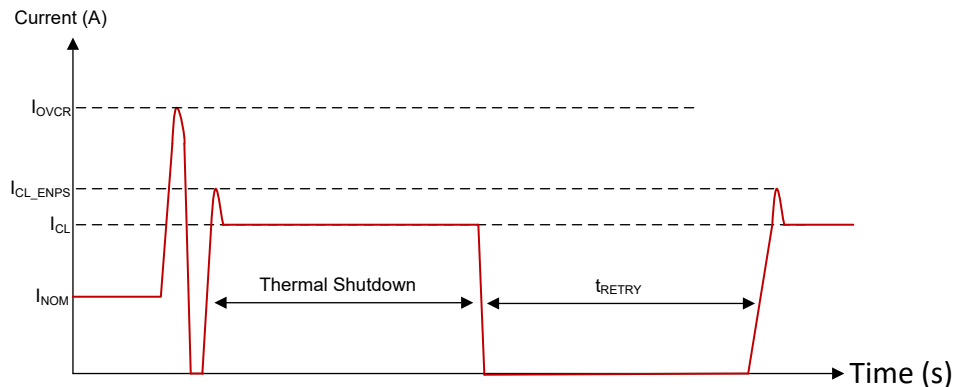 Current (A)
IOVCR
ICL_ENPS
ICL
Thermal Shutdown
tRETRY
INOM
Time (s)